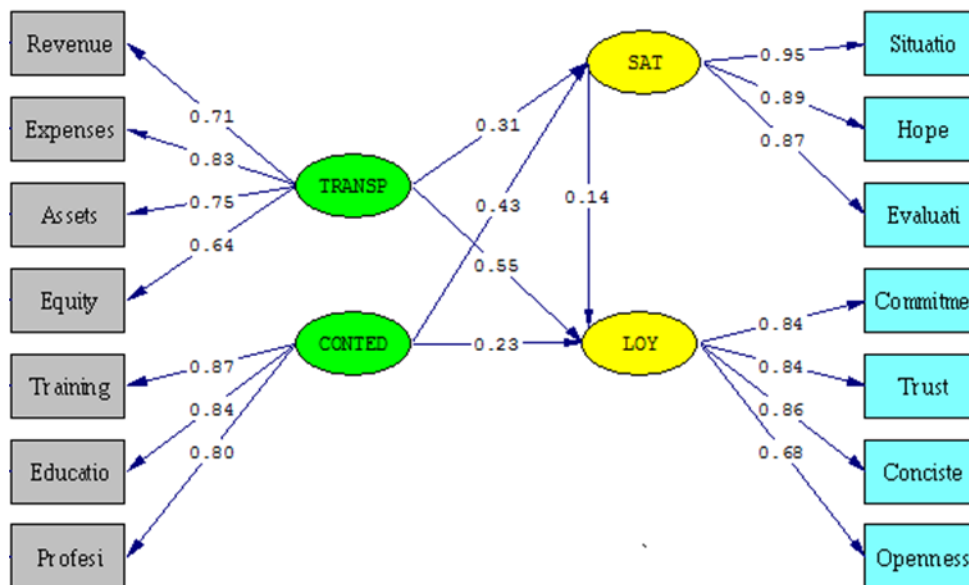 Revenue
Expenses
Assets
Equity
Training
Educatio
Profesi
0.71
0.83
0.75
0.64
0.87
0.84
0.80
TRANSP
CONTED
0.31
0.43
0.55
0.23
0.14
SAT
LOY
0.95
0.89
0.87
0.84
0.84
0.86
0.68
Situatio
Hope
Evaluati
Commitme
Trust
Conciste
Openness